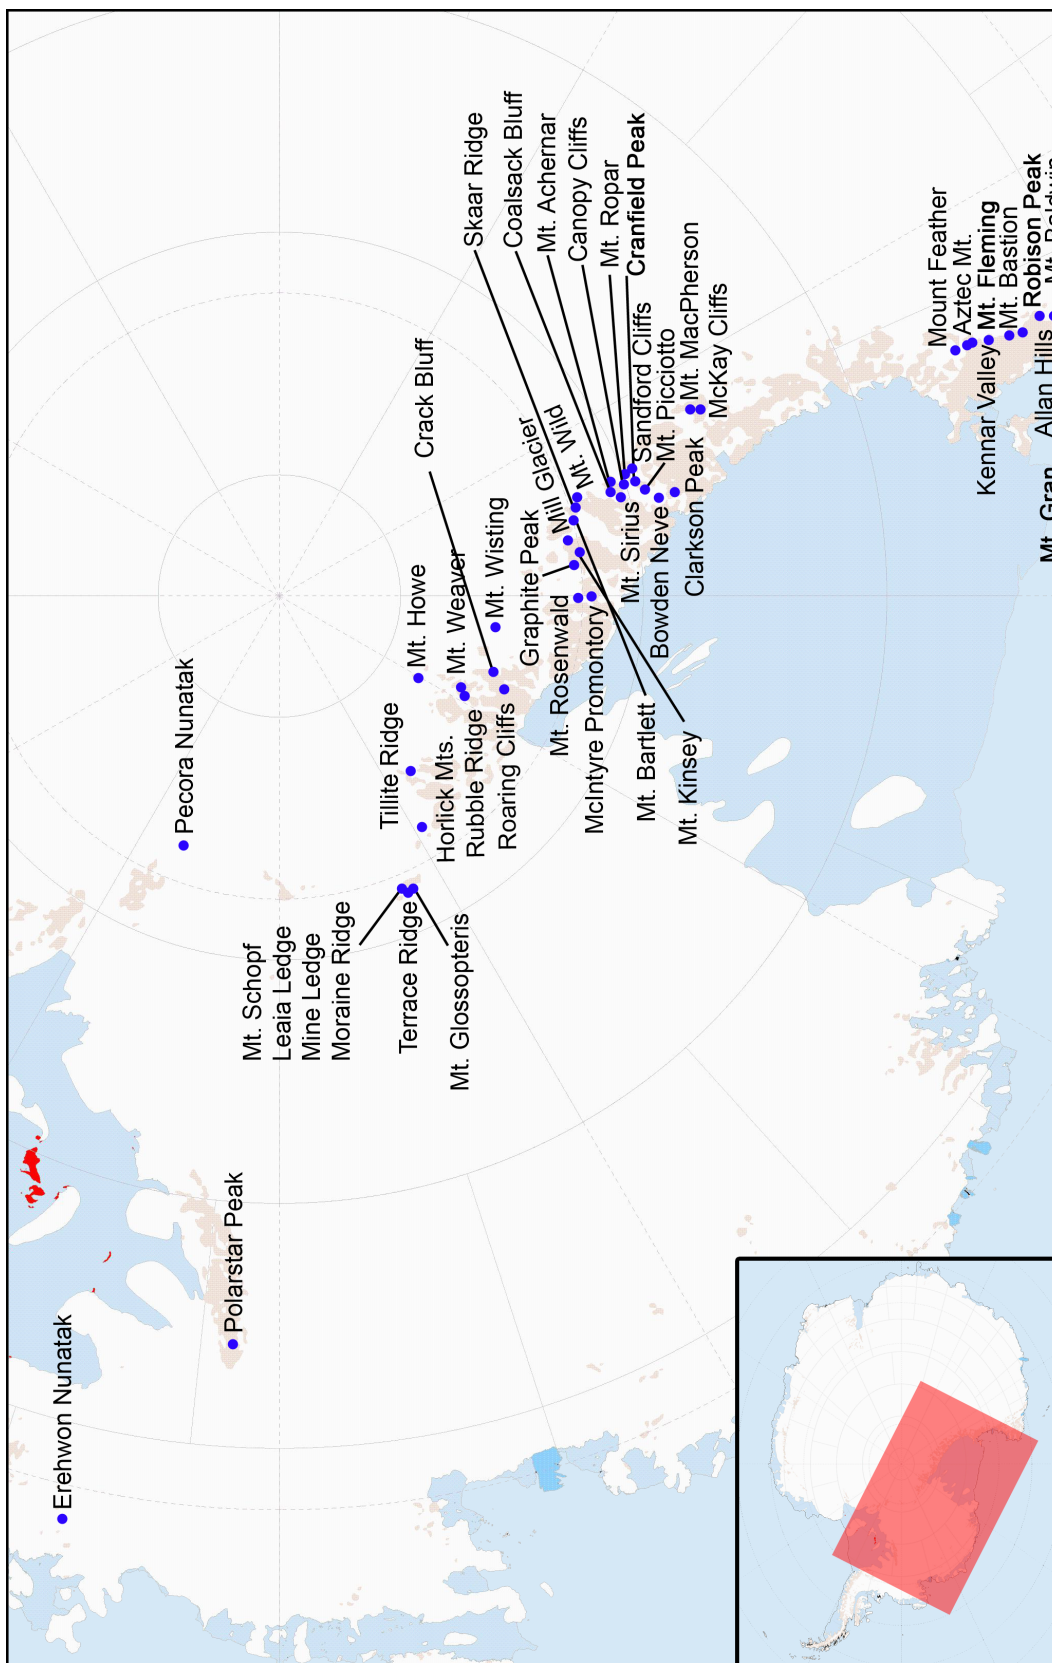 Erehwon Nunatak
Polarstar Peak
Pecora Nunatak
Mt. Schopf
Leaia Ledge
Mine Ledge
Moraine Ridge
Terrace Ridge
Mt. Glossopteris
Tillite Ridge
Horlick Mts.
Rubble Ridge
Roaring Cliffs
Mt. Howe
Mt. Weaver
Mt. Wisting
Crack Bluff
Graphite Peak
Mill Glacier
Mt. Wild
Mt. Rosenwald
McIntyre Promontory
Mt. Bartlett
Mt. Kinsey
Mt. Sirius
Bowden Neve
Clarkson Peak
Skaar Ridge
Coalsack Bluff
Mt. Achernar
Canopy Cliffs
Mt. Ropar
Cranfield Peak
Sandford Cliffs
Mt. Picciotto
Mt. MacPherson
McKay Cliffs
Mount Feather
Aztec Mt.
Mt. Fleming
Mt. Bastion
Robison Peak
Kennar Valley
Allan Hills
Mt. Gran